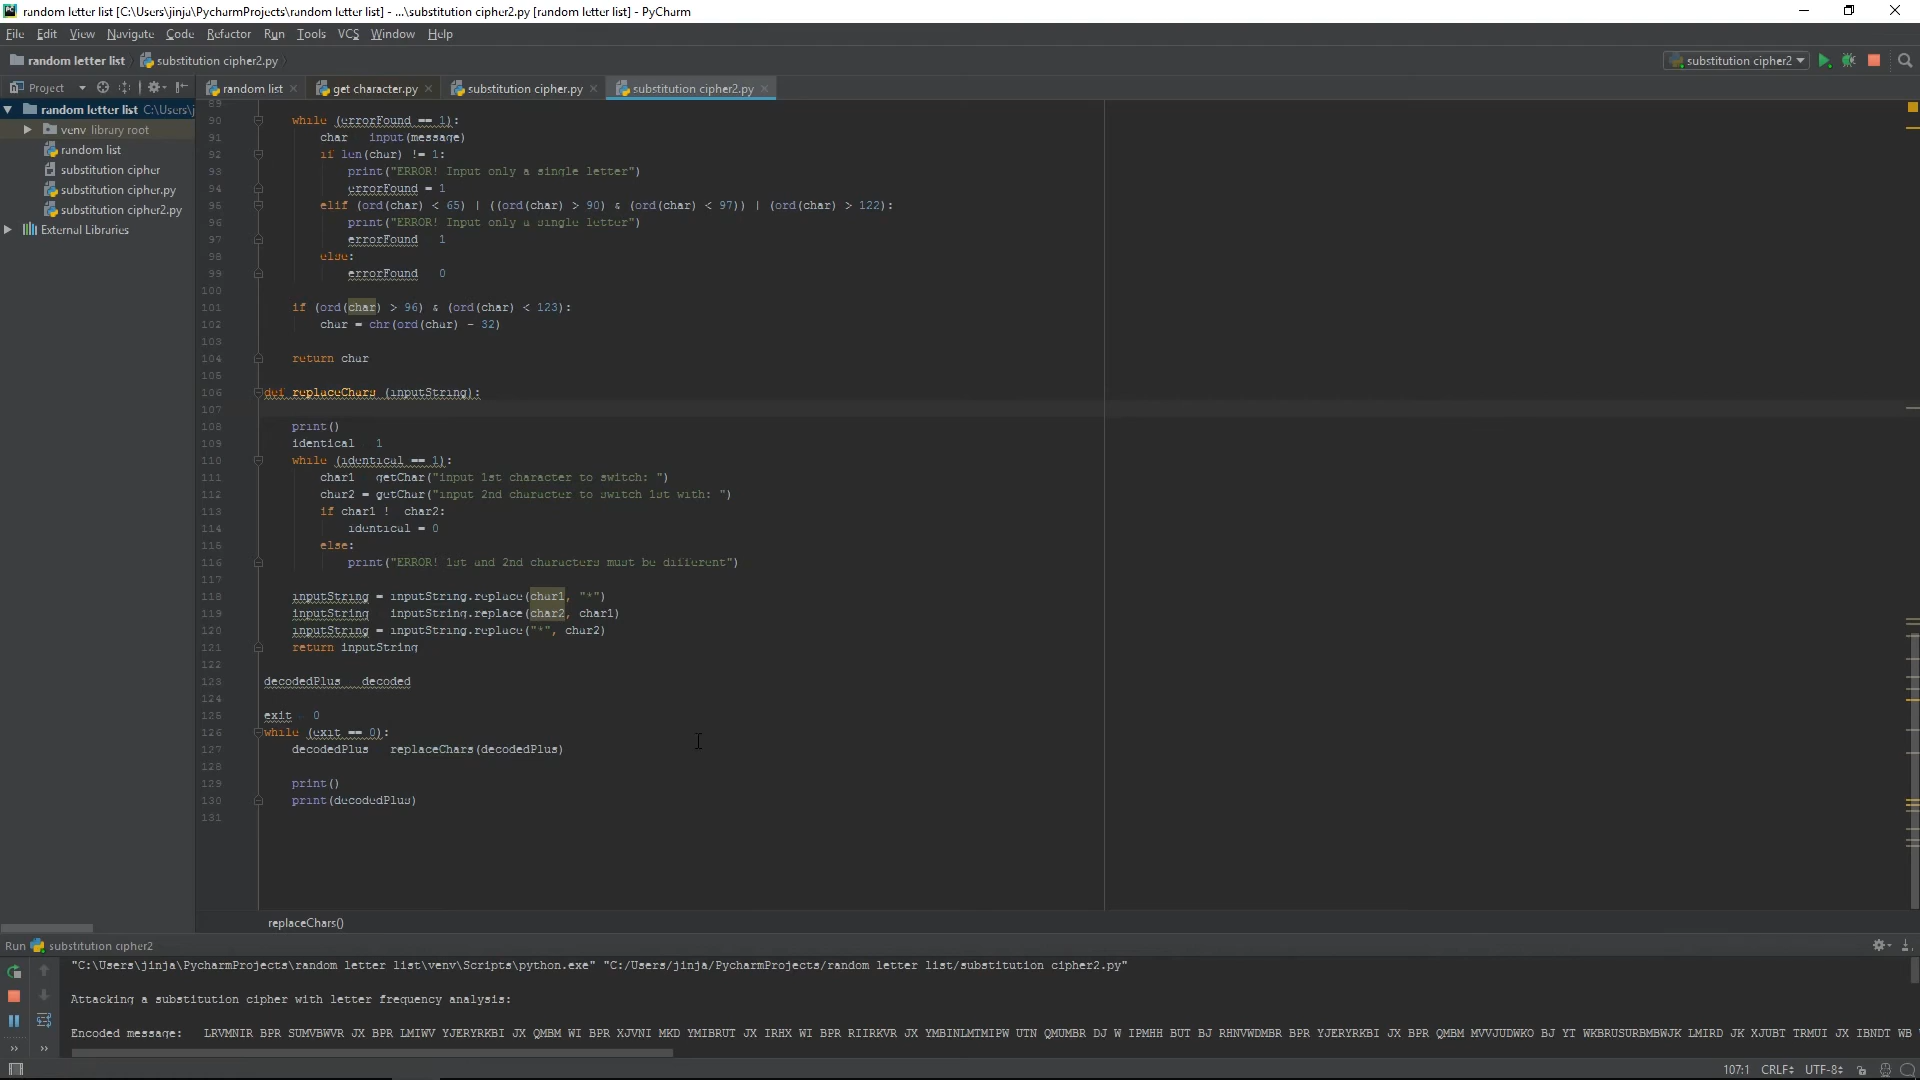 random letter list [C:\Users\jinja\PycharmProjects\random letter list] - ...\substitution cipher2.py [random letter list] - PyCharm
File Edit View Navigate Code Refactor Run Tools VCS Window Help
random letter list substitution cipher2.py substitution cipher2
Project random list get character.py substitution cipher.py substitution cipher2.py
random letter list C:\Users\j
venv library root
random list
substitution cipher
substitution cipher.py
substitution cipher2.py
External Libraries
89
90 while (errorFound == 1):
91 char = input(message)
92 if len(char) != 1:
93 print("ERROR! Input only a single letter")
94 errorFound = 1
95 elif (ord(char) < 65) | ((ord(char) > 90) & (ord(char) < 97)) | (ord(char) > 122):
96 print("ERROR! Input only a single letter")
97 errorFound = 1
98 else:
99 errorFound = 0
100
101 if (ord(char) > 96) & (ord(char) < 123):
102 char = chr(ord(char) - 32)
103
104 return char
105
106 def replaceChars (inputString):
107
108 print()
109 identical = 1
110 while (identical == 1):
111 char1 = getChar("input 1st character to switch: ")
112 char2 = getChar("input 2nd character to switch 1st with: ")
113 if char1 != char2:
114 identical = 0
115 else:
116 print("ERROR! 1st and 2nd characters must be different")
117
118 inputString = inputString.replace(char1, "*")
119 inputString = inputString.replace(char2, char1)
120 inputString = inputString.replace("*", char2)
121 return inputString
122
123 decodedPlus = decoded
124
125 exit = 0
126 while (exit == 0):
127 decodedPlus = replaceChars(decodedPlus)
128
129 print()
130 print(decodedPlus)
131
replaceChars()
Run substitution cipher2
"C:\Users\jinja\PycharmProjects\random letter list\venv\Scripts\python.exe" "C:/Users/jinja/PycharmProjects/random letter list/substitution cipher2.py"
Attacking a substitution cipher with letter frequency analysis:
Encoded message: LRVMNIR BPR SUMVBWVR JX BPR LMIWV YJERYRKBI JX QMBM WI BPR XJVNI MKD YMIBRUT JX IRHX WI BPR RIIRKVR JX YMBINLMTMIPW UTN QMUMBR DJ W IPMHH BUT BJ RHNVWDMBR BPR YJERYRKBI JX BPR QMBM MVVJUDWKO BJ YT WKBRUSURBMBWJK LMIRD JK XJUBT TRMUI JX IBNDT WB
107:1 CRLF UTF-8